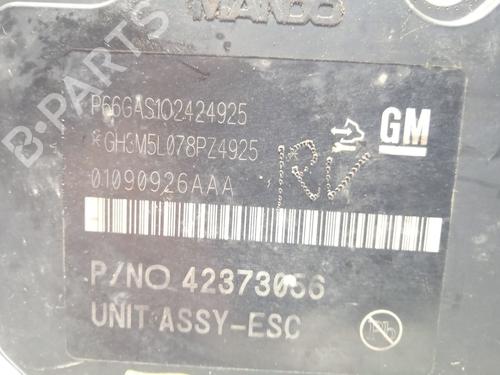 MANDO
P66GAS102424925
*GH3M5L078PZ4925
01090926AAA
GM
P/NO 42373056
UNIT ASSY-ESC
B-Parts